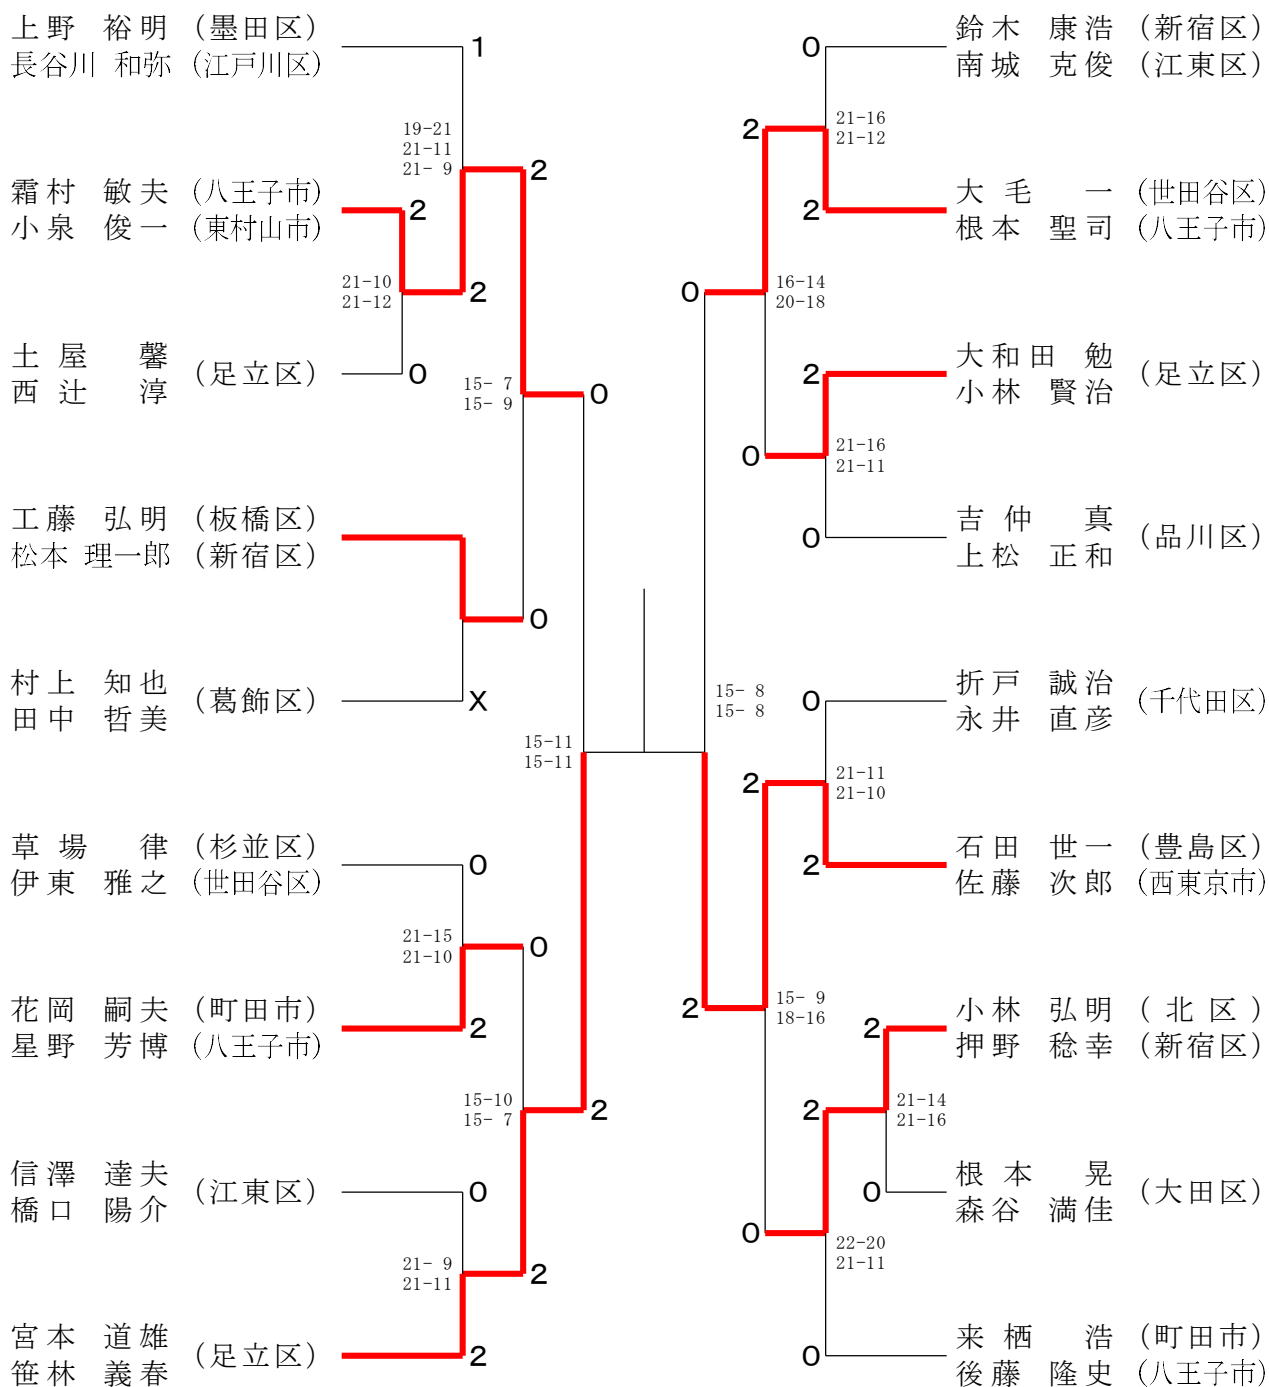 上野 裕明 (墨田区)
長谷川 和弥 (江戸川区)
1
19-21
21-11
21- 9
2
霜村 敏夫 (八王子市)
小泉 俊一 (東村山市)
2
21-10
21-12
2
土屋 馨
西辻 淳
(足立区)
0
15- 7
15- 9
0
工藤 弘明 (板橋区)
松本 理一郎 (新宿区)
0
村上 知也
田中 哲美
(葛飾区)
X
15-11
15-11
草場 律 (杉並区)
伊東 雅之 (世田谷区)
0
21-15
21-10
0
花岡 嗣夫 (町田市)
星野 芳博 (八王子市)
2
15-10
15- 7
2
信澤 達夫
橋口 陽介
(江東区)
0
21- 9
21-11
2
宮本 道雄
笹林 義春
(足立区)
2
鈴木 康浩 (新宿区)
南城 克俊 (江東区)
0
2
21-16
21-12
大毛 一 (世田谷区)
根本 聖司 (八王子市)
2
0
16-14
20-18
大和田 勉
小林 賢治
(足立区)
2
0
21-16
21-11
吉仲 真
上松 正和
(品川区)
0
15- 8
15- 8
折戸 誠治
永井 直彦
(千代田区)
0
2
21-11
21-10
石田 世一 (豊島区)
佐藤 次郎 (西東京市)
2
2
15- 9
18-16
小林 弘明 (北区)
押野 稔幸 (新宿区)
2
2
21-14
21-16
根本 晃
森谷 満佳
(大田区)
0
0
22-20
21-11
来栖 浩 (町田市)
後藤 隆史 (八王子市)
0